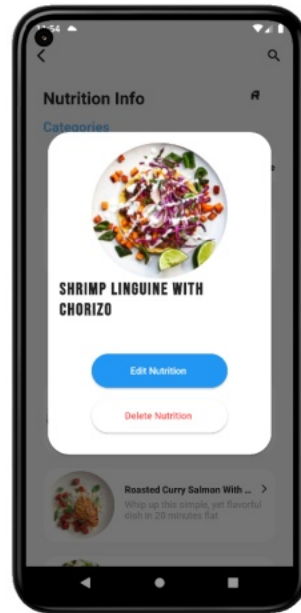 Nutrition Info
Categories
SHRIMP LINGUINE WITH
CHORIZO
Edit Nutrition
Delete Nutrition
Roasted Curry Salmon With ...
Whip up this simple, yet flavorful
dish in 20 minutes flat.